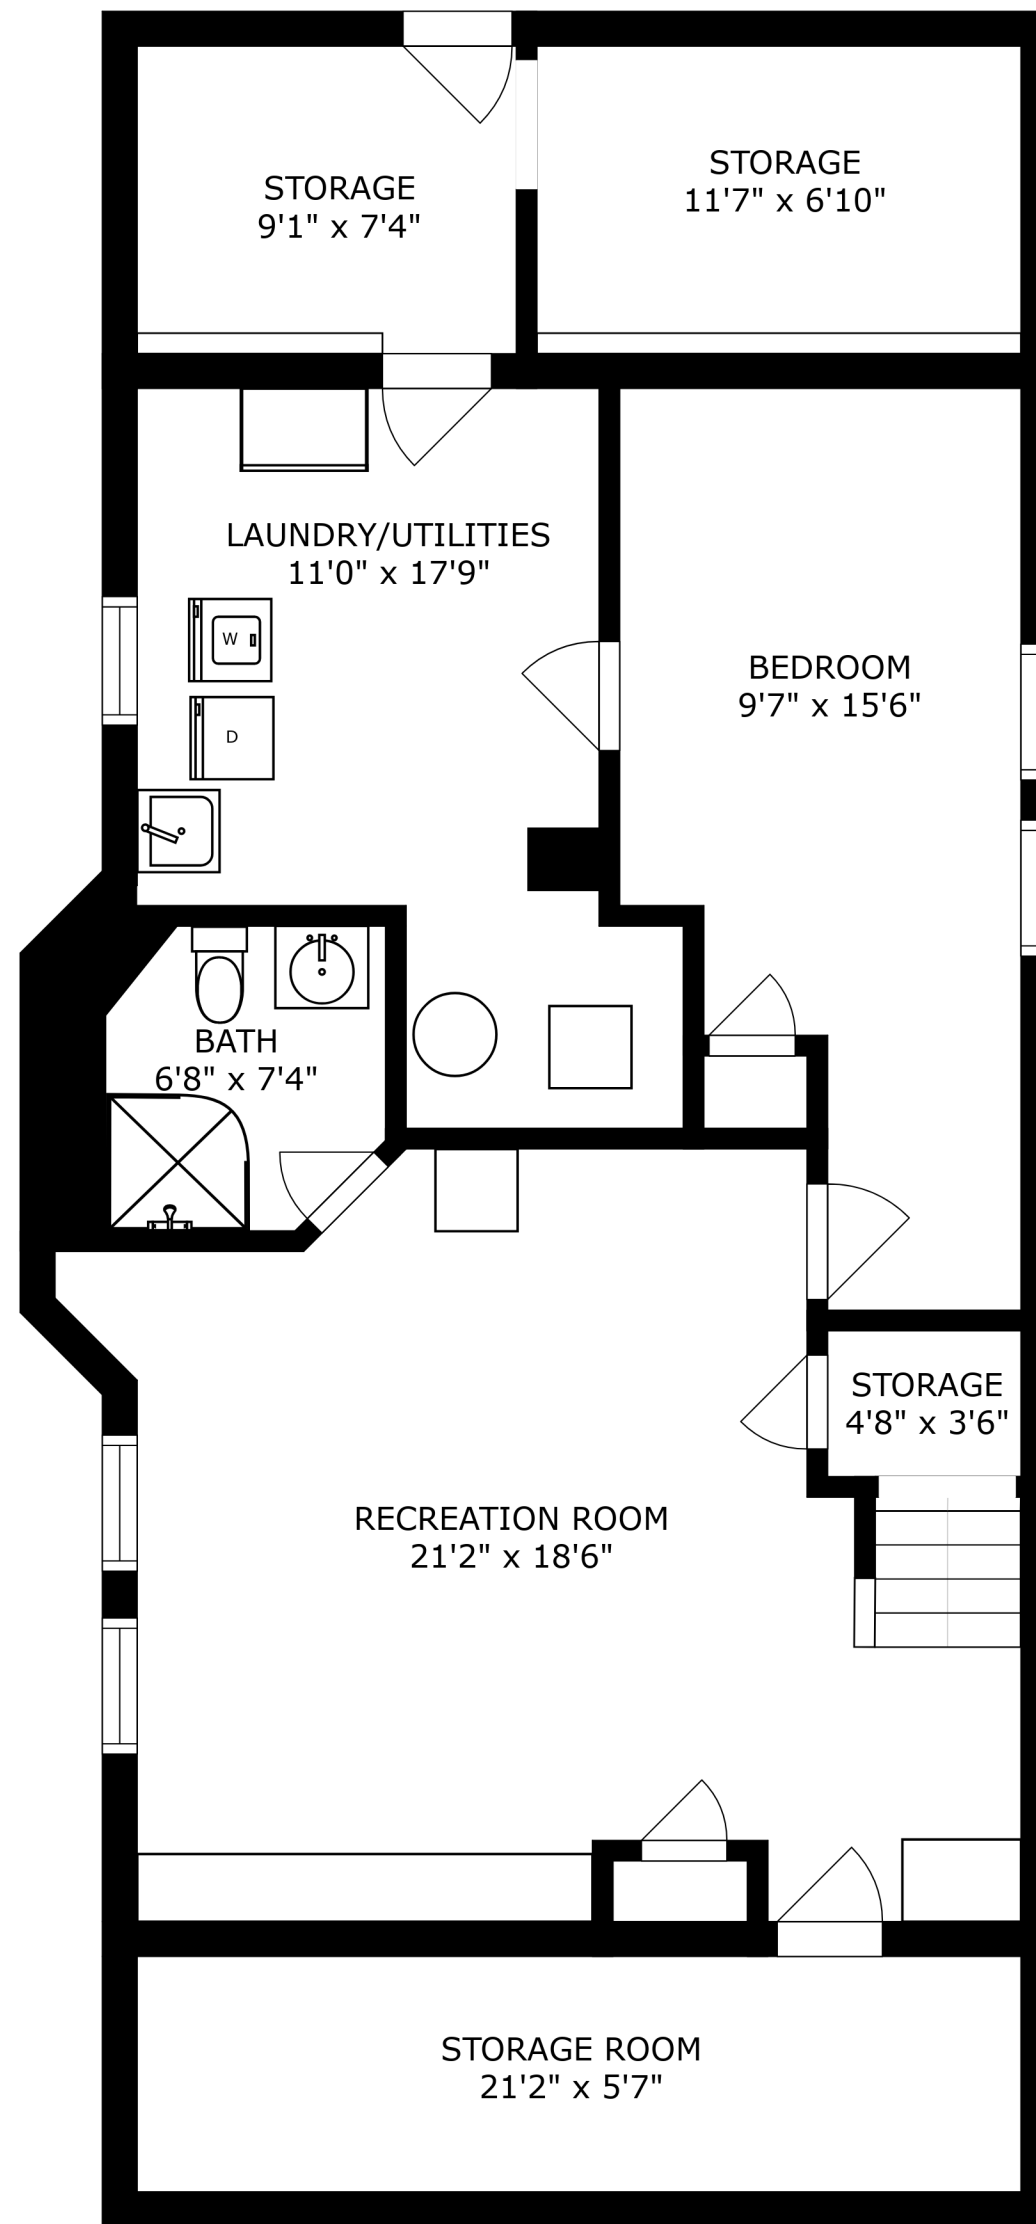 STORAGE
9'1" x 7'4"
STORAGE
11'7" x 6'10"
LAUNDRY/UTILITIES
11'0" x 17'9"
W
D
BEDROOM
9'7" x 15'6"
BATH
6'8" x 7'4"
STORAGE
4'8" x 3'6"
RECREATION ROOM
21'2" x 18'6"
STORAGE ROOM
21'2" x 5'7"